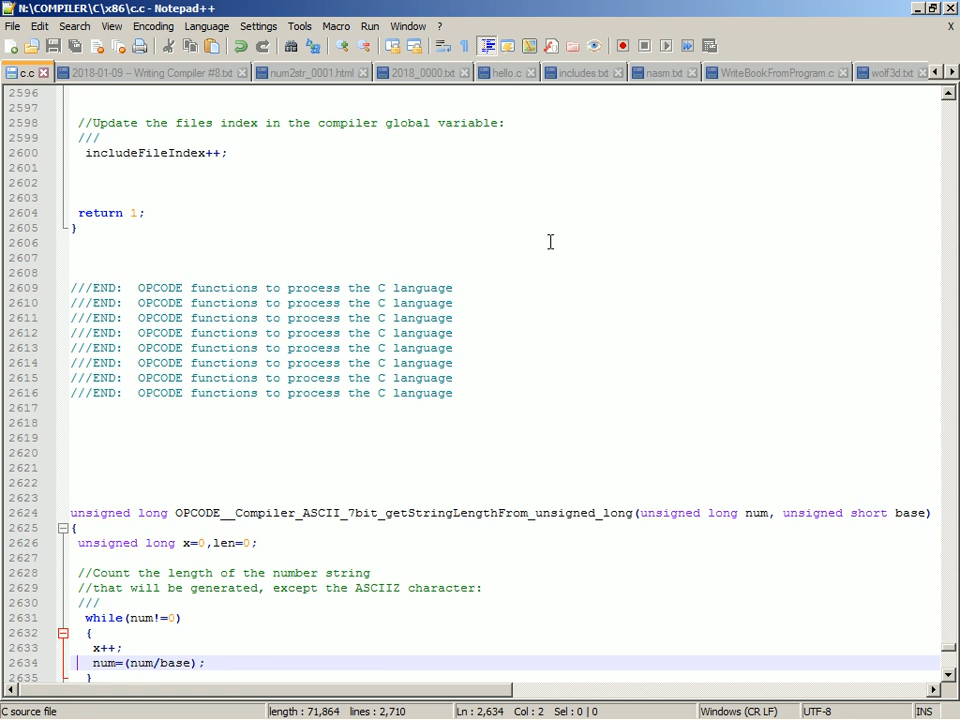 N:\COMPILER\C\x86\c.c - Notepad++
File Edit Search View Encoding Language Settings Tools Macro Run Window ? X
c.c 2018-01-09 -- Writing Compiler #8.txt num2str_0001.html 2018_0000.txt hello.c includes.txt nasm.txt WriteBookFromProgram.c wolf3d.txt
2596
2597
2598 //Update the files index in the compiler global variable:
2599 ///
2600 includeFileIndex++;
2601
2602
2603
2604 return 1;
2605 }
2606
2607
2608
2609 ///END: OPCODE functions to process the C language
2610 ///END: OPCODE functions to process the C language
2611 ///END: OPCODE functions to process the C language
2612 ///END: OPCODE functions to process the C language
2613 ///END: OPCODE functions to process the C language
2614 ///END: OPCODE functions to process the C language
2615 ///END: OPCODE functions to process the C language
2616 ///END: OPCODE functions to process the C language
2617
2618
2619
2620
2621
2622
2623
2624 unsigned long OPCODE__Compiler_ASCII_7bit_getStringLengthFrom_unsigned_long(unsigned long num, unsigned short base)
2625 {
2626 unsigned long x=0,len=0;
2627
2628 //Count the length of the number string
2629 //that will be generated, except the ASCIIZ character:
2630 ///
2631 while(num!=0)
2632 {
2633 x++;
2634 num=(num/base);
2635 }
C source file length : 71,864 lines : 2,710 Ln : 2,634 Col : 2 Sel : 0 | 0 Windows (CR LF) UTF-8 INS